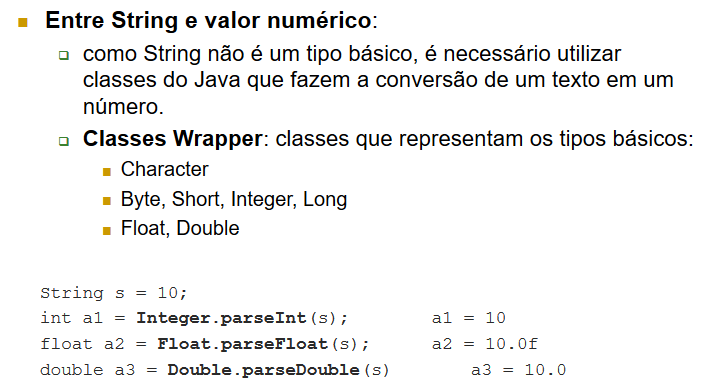 Entre String e valor numérico:
como String não é um tipo básico, é necessário utilizar
classes do Java que fazem a conversão de um texto em um
número.
Classes Wrapper: classes que representam os tipos básicos:
Character
Byte, Short, Integer, Long
Float, Double
String s = 10;
int a1 = Integer.parseInt(s); a1 = 10
float a2 = Float.parseFloat(s); a2 = 10.0f
double a3 = Double.parseDouble(s) a3 = 10.0